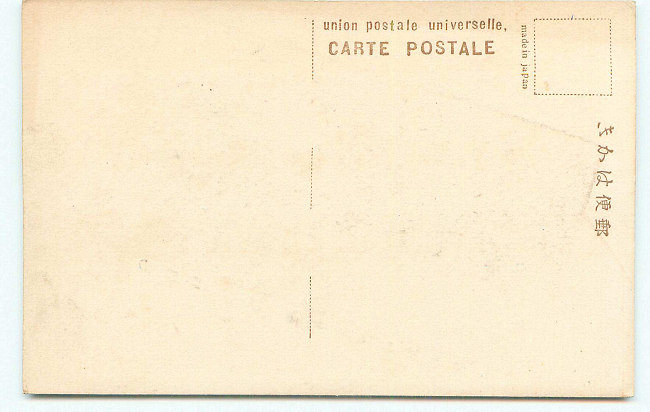 union postale universelle,
CARTE POSTALE
made in japan
郵便はかき